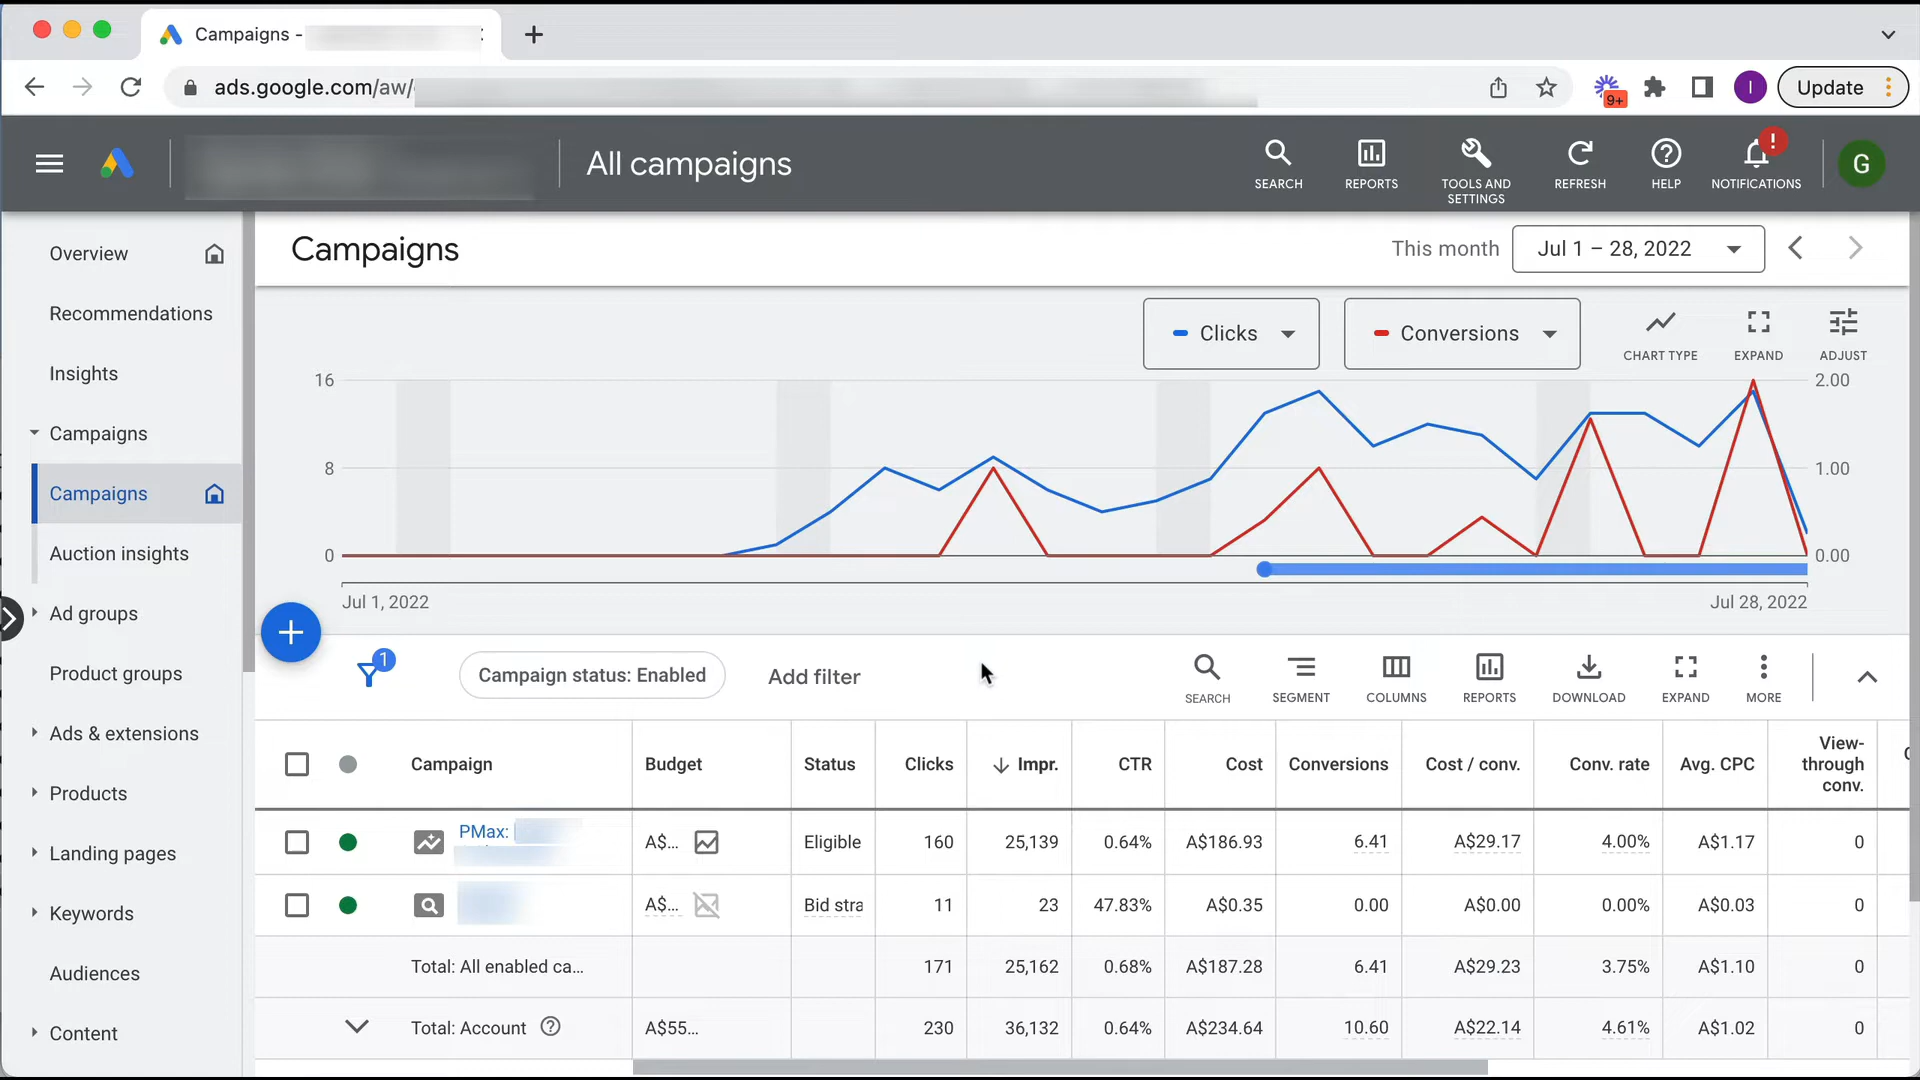 Campaigns -
ads.google.com/aw/
9+
I
Update
All campaigns
SEARCH
REPORTS
TOOLS AND
SETTINGS
REFRESH
HELP
!
NOTIFICATIONS
G
Overview
Recommendations
Insights
Campaigns
Campaigns
Auction insights
Ad groups
Product groups
Ads & extensions
Products
Landing pages
Keywords
Audiences
Content
Campaigns
This month
Jul 1 – 28, 2022
Clicks
Conversions
CHART TYPE
EXPAND
ADJUST
16
2.00
8
1.00
0
0.00
Jul 1, 2022
Jul 28, 2022
1
Campaign status: Enabled
Add filter
SEARCH
SEGMENT
COLUMNS
REPORTS
DOWNLOAD
EXPAND
MORE
Campaign Budget Status Clicks Impr. CTR Cost Conversions Cost / conv. Conv. rate Avg. CPC View-through conv.
PMax: A$... Eligible 160 25,139 0.64% A$186.93 6.41 A$29.17 4.00% A$1.17 0
A$... Bid stra 11 23 47.83% A$0.35 0.00 A$0.00 0.00% A$0.03 0
Total: All enabled ca... 171 25,162 0.68% A$187.28 6.41 A$29.23 3.75% A$1.10 0
Total: Account A$55... 230 36,132 0.64% A$234.64 10.60 A$22.14 4.61% A$1.02 0